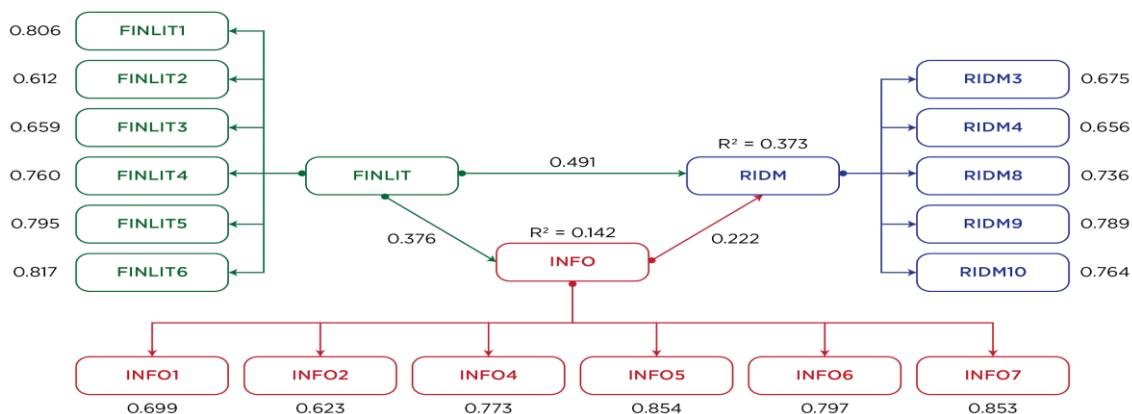 0.806 FINLIT1
0.612 FINLIT2
0.659 FINLIT3
0.760 FINLIT4
0.795 FINLIT5
0.817 FINLIT6
FINLIT
0.491
R² = 0.373
RIDM
0.376
R² = 0.142
INFO
0.222
RIDM3 0.675
RIDM4 0.656
RIDM8 0.736
RIDM9 0.789
RIDM10 0.764
INFO1 INFO2 INFO4 INFO5 INFO6 INFO7
0.699 0.623 0.773 0.854 0.797 0.853